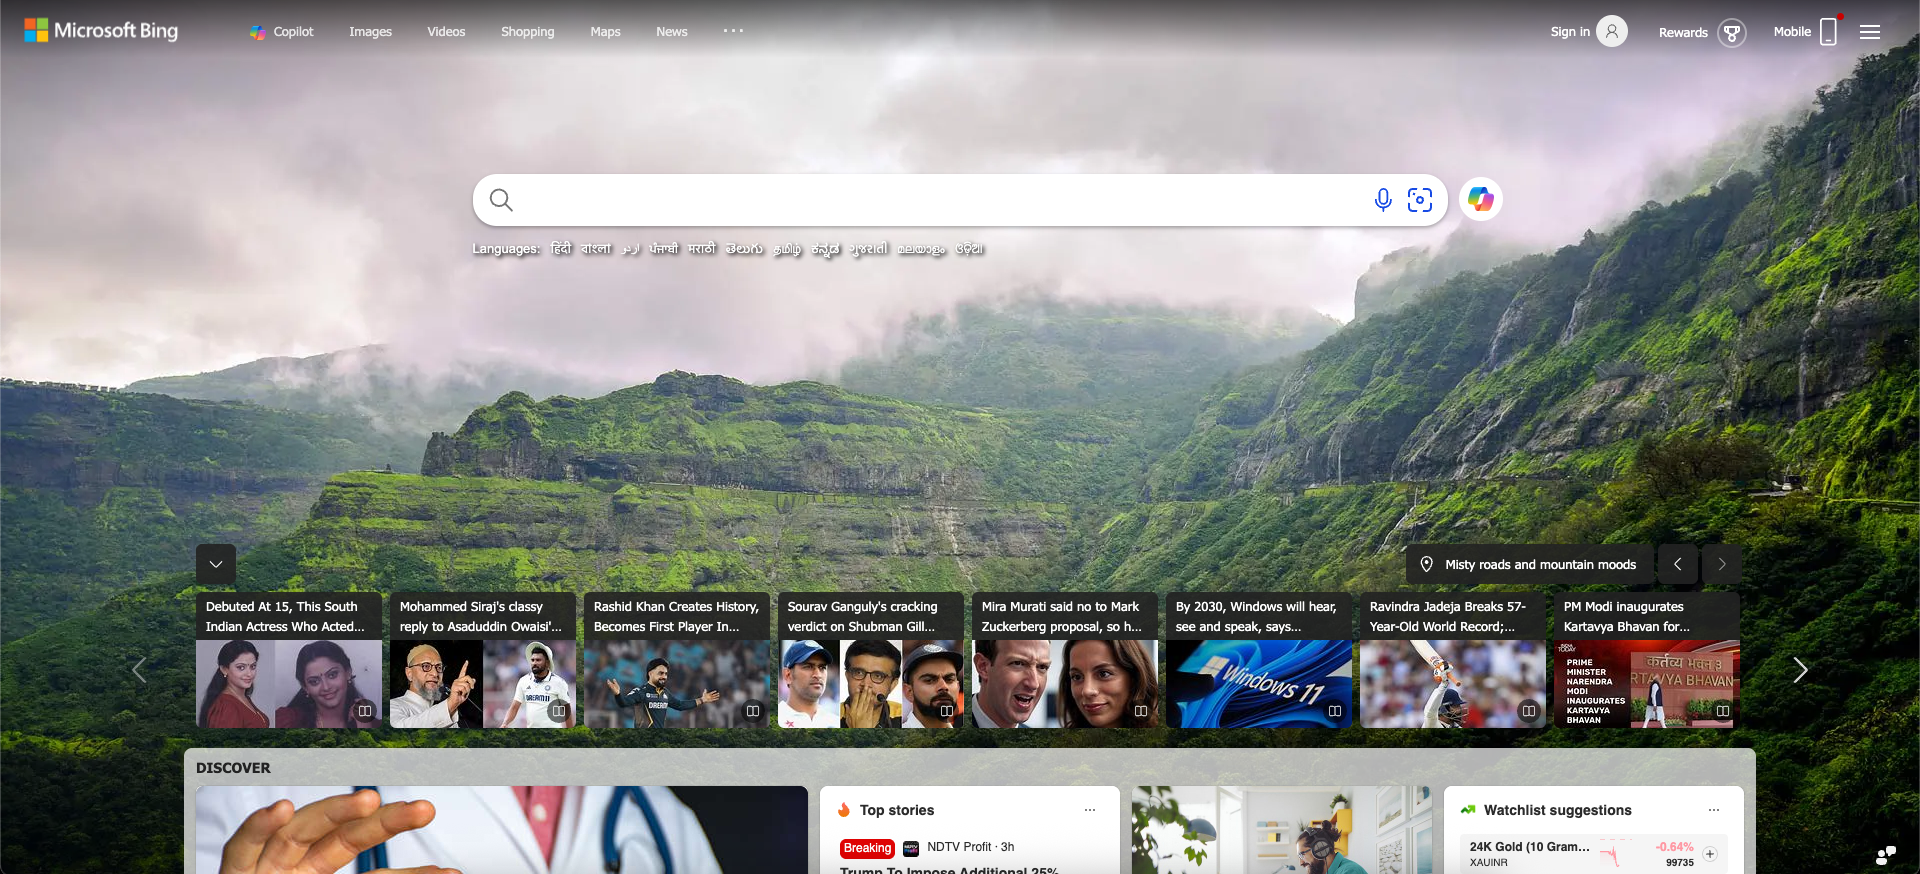 Microsoft Bing
Copilot
Images
Videos
Shopping
Maps
News
Sign in
Rewards
Mobile
Languages: हिंदी বাংলা اردو ਪੰਜਾਬੀ मराठी తెలుగు தமிழ் ಕನ್ನಡ ગુજરાતી മലയാളം ଓଡ଼ିଆ
Misty roads and mountain moods
Debuted At 15, This South
Indian Actress Who Acted...
Mohammed Siraj's classy
reply to Asaduddin Owaisi'...
DREAM11
Rashid Khan Creates History,
Becomes First Player In...
DREAM11
Sourav Ganguly's cracking
verdict on Shubman Gill...
Mira Murati said no to Mark
Zuckerberg proposal, so h...
By 2030, Windows will hear,
see and speak, says...
Windows 11
Ravindra Jadeja Breaks 57-
Year-Old World Record;...
PM Modi inaugurates
Kartavya Bhavan for...
INDIA
TODAY
PRIME
MINISTER
NARENDRA
MODI
INAUGURATES
KARTAVYA
BHAVAN
कर्तव्य भवन 3
RTAVYA BHAVAN
DISCOVER
Top stories
Breaking
NDTV Profit · 3h
Trump To Impose Additional 25%
Watchlist suggestions
24K Gold (10 Gram...
XAUINR
-0.64%
99735